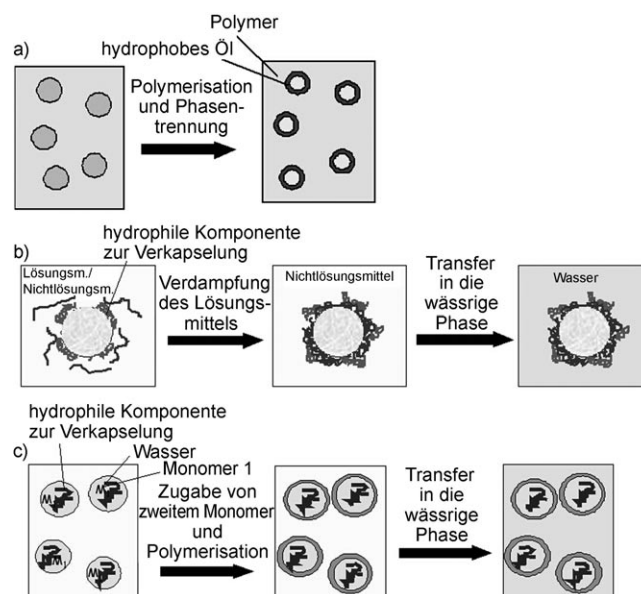 Polymer
a)
hydrophobes Öl
Polymerisation
und Phasen-
trennung
hydrophile Komponente
zur Verkapselung
b)
Lösungsm./
Nichtlösungsm.
Verdampfung
des Lösungs-
mittels
Nichtlösungsmittel
Transfer
in die
wässrige
Phase
Wasser
hydrophile Komponente
zur Verkapselung
c)
Wasser
Monomer 1
Zugabe von
zweitem Monomer
und
Polymerisation
Transfer
in die
wässrige
Phase